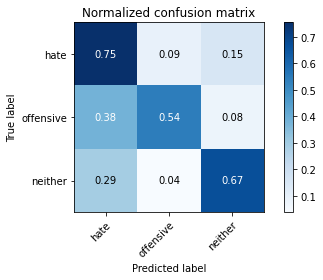 Normalized confusion matrix
True label
hate
offensive
neither
0.75 0.09 0.15
0.38 0.54 0.08
0.29 0.04 0.67
hate
offensive
neither
Predicted label
0.7
0.6
0.5
0.4
0.3
0.2
0.1